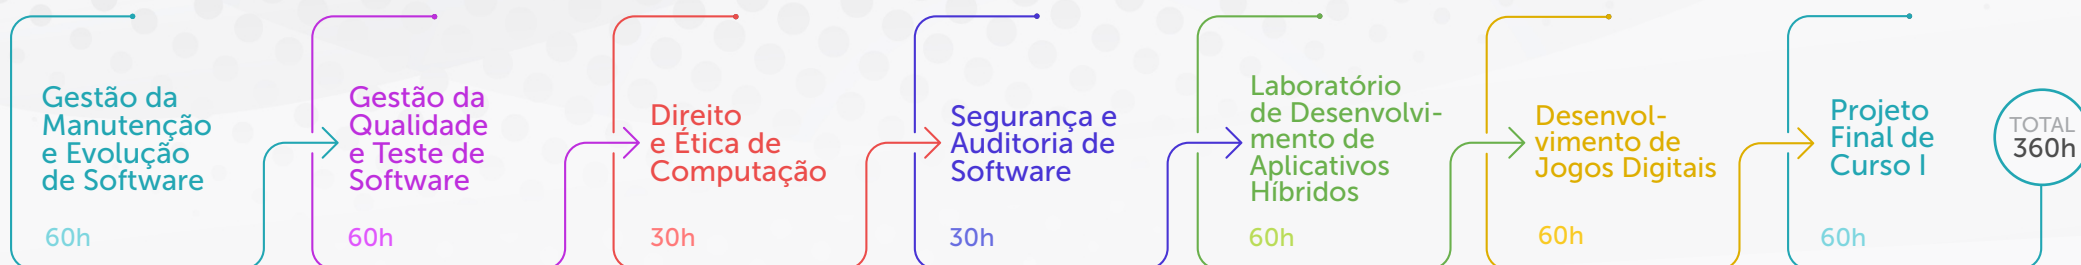 Gestão da
Manutenção
e Evolução
de Software
60h
Gestão da
Qualidade
e Teste de
Software
60h
Direito
e Ética de
Computação
30h
Segurança e
Auditoria de
Software
30h
Laboratório
de Desenvolvi-
mento de
Aplicativos
Híbridos
60h
Desenvol-
vimento de
Jogos Digitais
60h
Projeto
Final de
Curso I
60h
TOTAL
360h